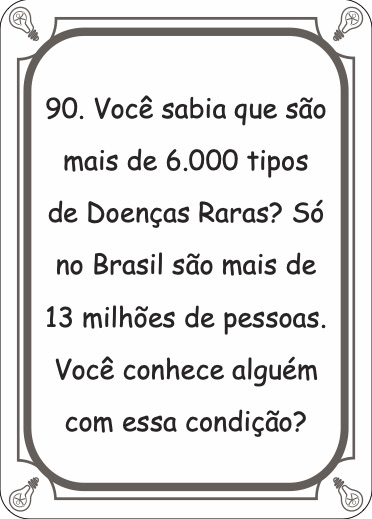 90. Você sabia que são
mais de 6.000 tipos
de Doenças Raras? Só
no Brasil são mais de
13 milhões de pessoas.
Você conhece alguém
com essa condição?